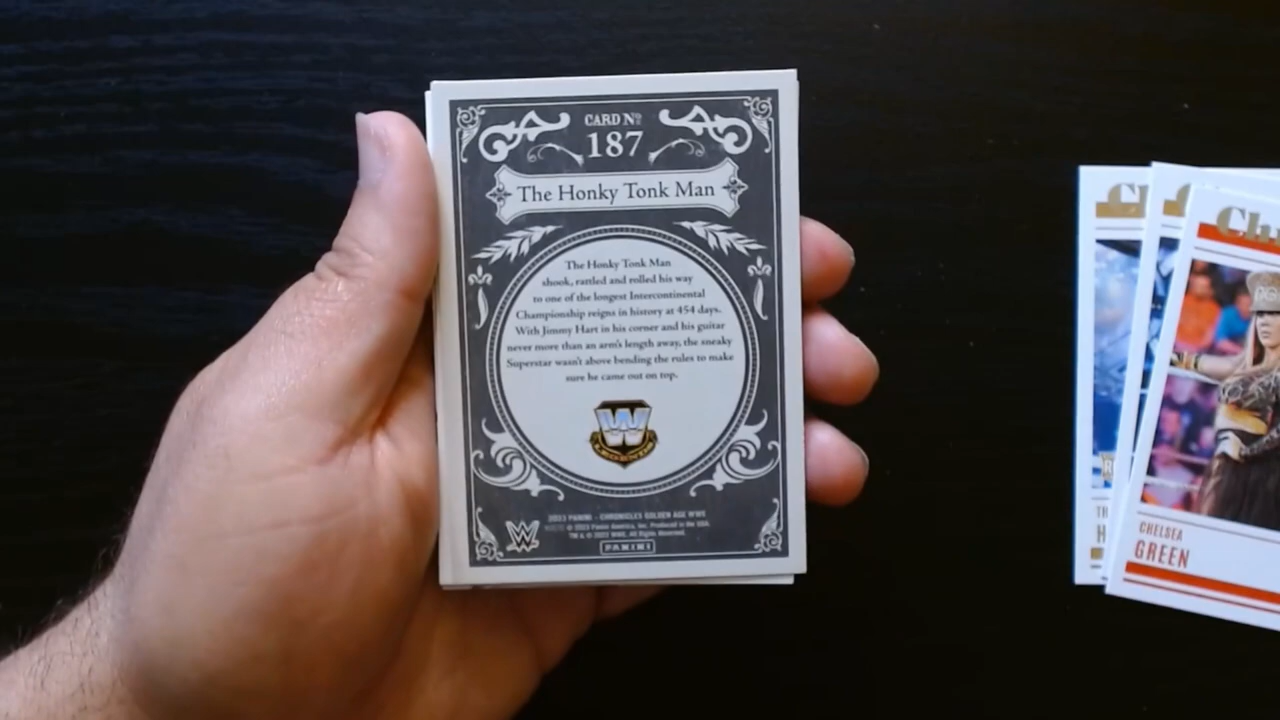 CARD Nº
187
The Honky Tonk Man
The Honky Tonk Man
shook, rattled and rolled his way
to one of the longest Intercontinental
Championship reigns in history at 454 days.
With Jimmy Hart in his corner and his guitar
never more than an arm's length away, the sneaky
Superstar wasn't above bending the rules to make
sure he came out on top.
W
LEGENDS
2023 PANINI - CHRONICLES GOLDEN AGE WWE
© 2023 Panini America, Inc. Produced in the USA.
TM & © 2022 WWE. All Rights Reserved.
W
PANINI
C
Ch
TR
H
CHELSEA
GREEN